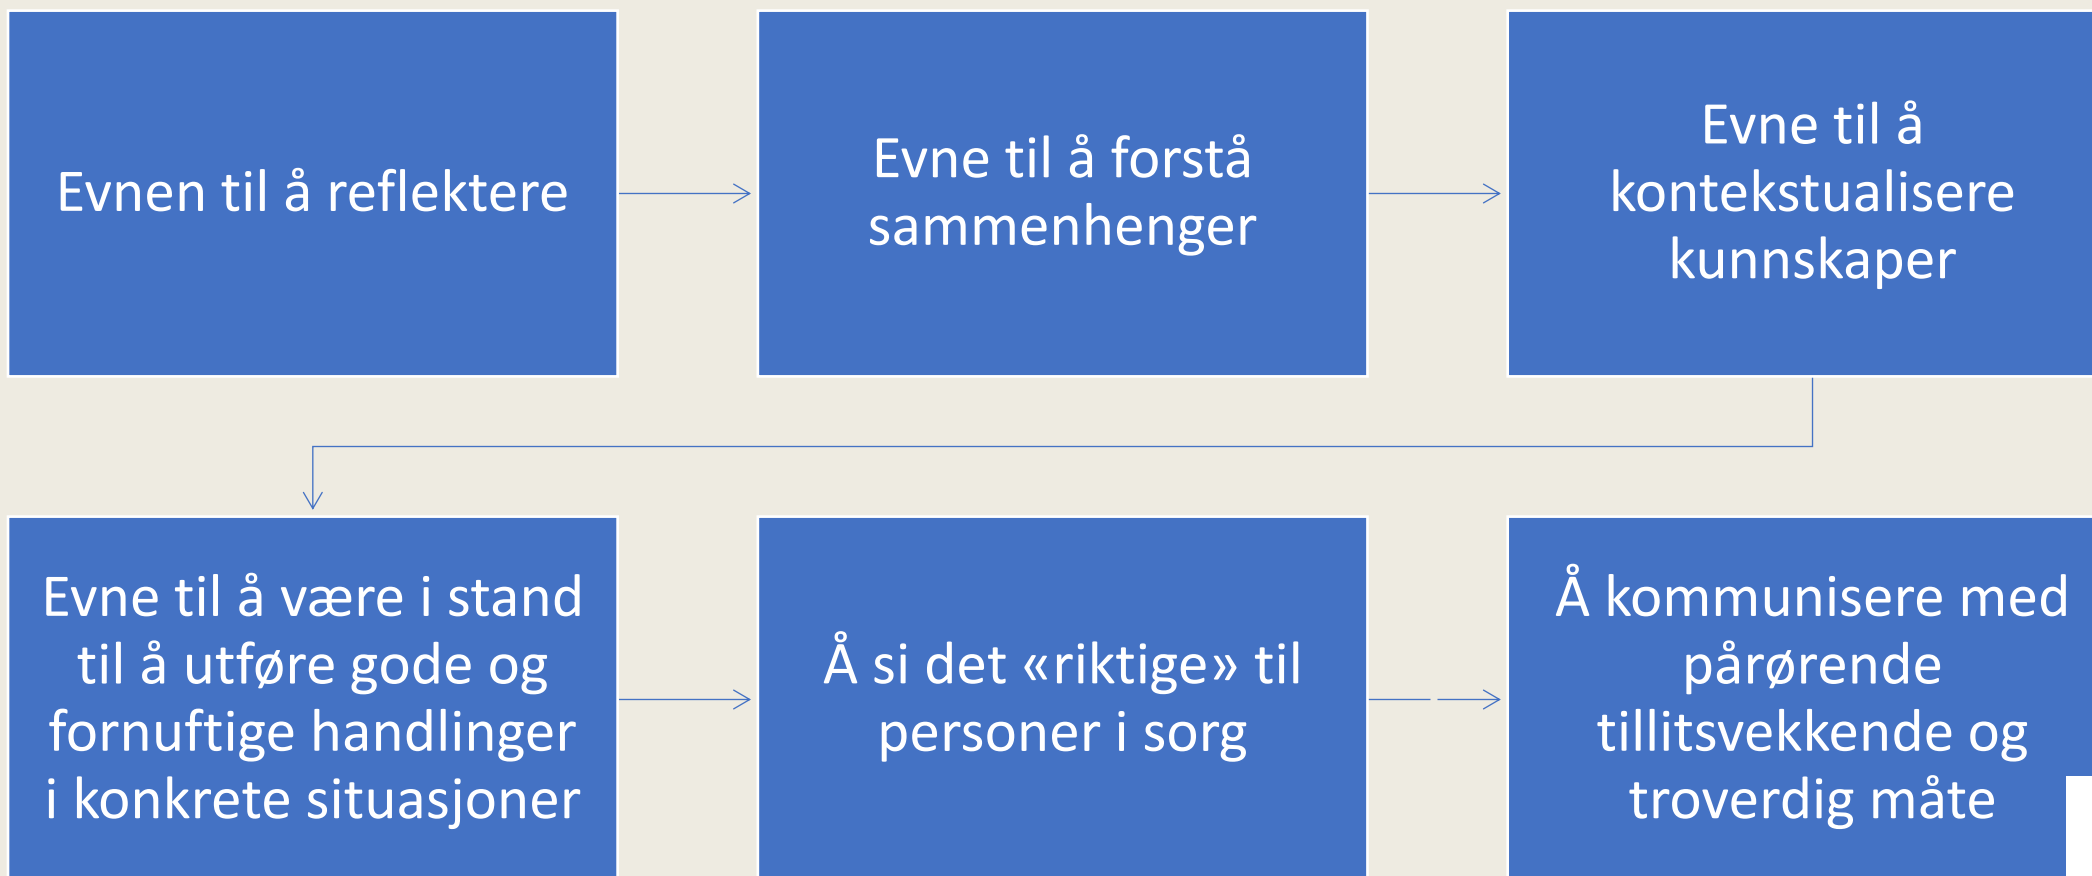 Evnen til å reflektere
Evne til å forstå
sammenhenger
Evne til å
kontekstualisere
kunnskaper
Evne til å være i stand
til å utføre gode og
fornuftige handlinger
i konkrete situasjoner
Å si det «riktige» til
personer i sorg
Å kommunisere med
pårørende
tillitsvekkende og
troverdig måte